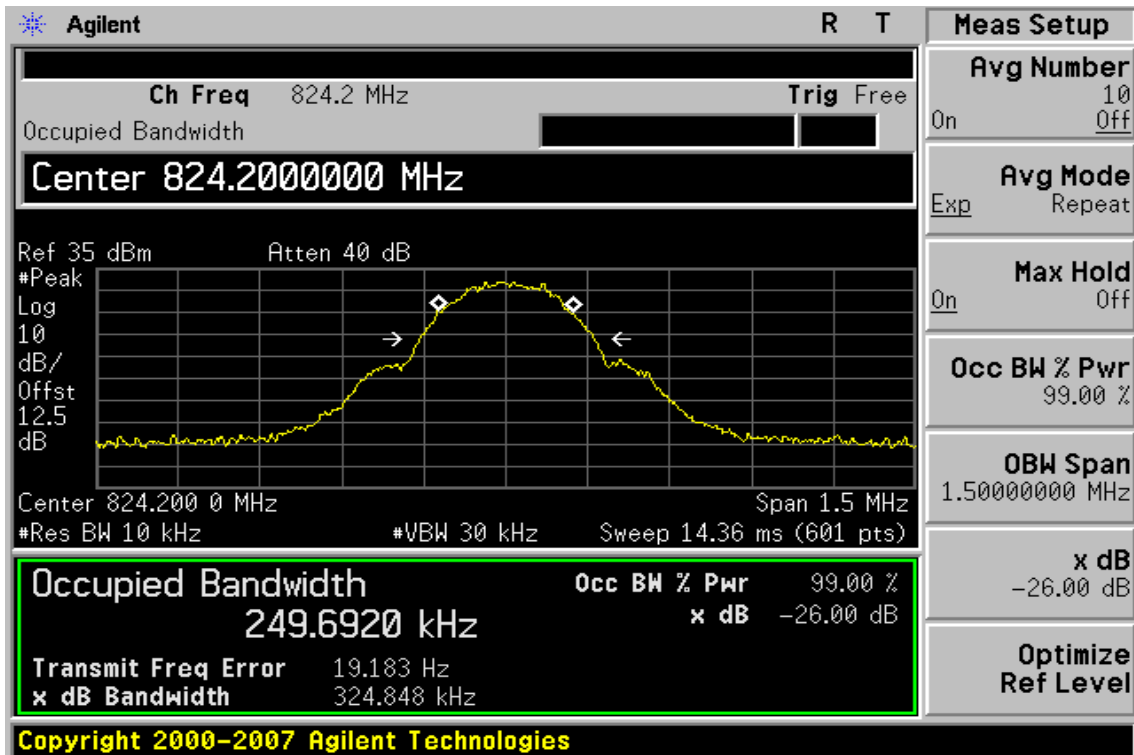 Agilent R T
Ch Freq 824.2 MHz Trig Free
Occupied Bandwidth
Center 824.2000000 MHz
Ref 35 dBm Atten 40 dB
#Peak
Log
10
dB/
Offst
12.5
dB
Center 824.200 0 MHz Span 1.5 MHz
#Res BW 10 kHz #VBW 30 kHz Sweep 14.36 ms (601 pts)
Occupied Bandwidth
249.6920 kHz
Occ BW % Pwr 99.00 %
x dB -26.00 dB
Transmit Freq Error 19.183 Hz
x dB Bandwidth 324.848 kHz
Copyright 2000-2007 Agilent Technologies
Meas Setup
Avg Number
10
On Off
Avg Mode
Exp Repeat
Max Hold
On Off
Occ BW % Pwr
99.00 %
OBW Span
1.50000000 MHz
x dB
-26.00 dB
Optimize
Ref Level